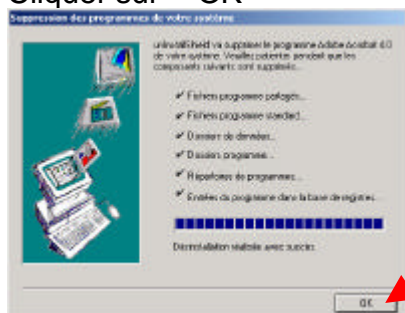 Cliquer sur « OK »
Suppression des programmes de votre système
unInstallShield va supprimer le programme Adobe Acrobat 4.0
de votre système. Veuillez patienter pendant que les
composants suivants sont supprimés...
✔ Fichiers programme partagés...
✔ Fichiers programme standard...
✔ Dossiers de données...
✔ Dossiers programme...
✔ Répertoires de programmes...
✔ Entrées du programme dans la base de registres...
Désinstallation réalisée avec succès.
OK